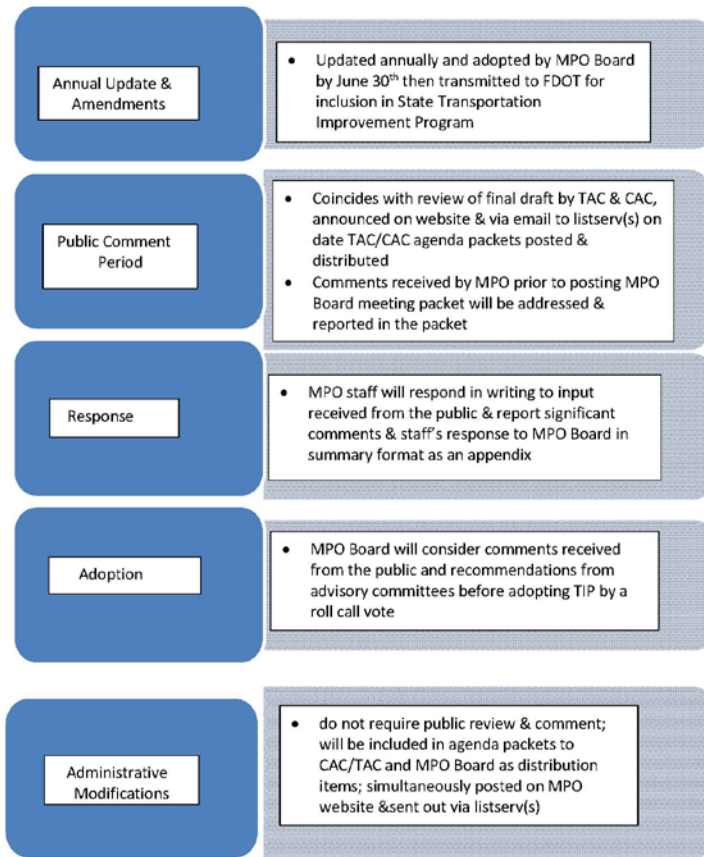 Annual Update &
Amendments
• Updated annually and adopted by MPO Board
by June 30th then transmitted to FDOT for
inclusion in State Transportation
Improvement Program
Public Comment
Period
• Coincides with review of final draft by TAC & CAC,
announced on website & via email to listserv(s) on
date TAC/CAC agenda packets posted &
distributed
• Comments received by MPO prior to posting MPO
Board meeting packet will be addressed &
reported in the packet
Response
• MPO staff will respond in writing to input
received from the public & report significant
comments & staff's response to MPO Board in
summary format as an appendix
Adoption
• MPO Board will consider comments received
from the public and recommendations from
advisory committees before adopting TIP by a
roll call vote
Administrative
Modifications
• do not require public review & comment;
will be included in agenda packets to
CAC/TAC and MPO Board as distribution
items; simultaneously posted on MPO
website &sent out via listserv(s)